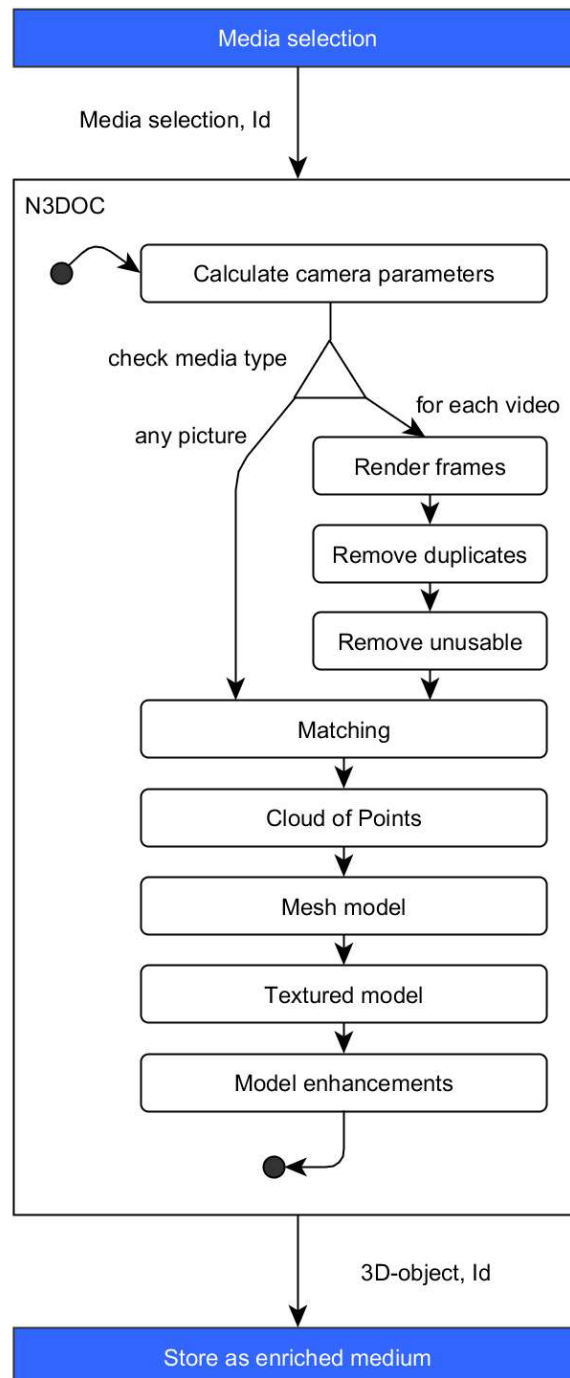 Media selection
Media selection, Id
N3DOC
Calculate camera parameters
check media type
for each video
any picture
Render frames
Remove duplicates
Remove unusable
Matching
Cloud of Points
Mesh model
Textured model
Model enhancements
3D-object, Id
Store as enriched medium